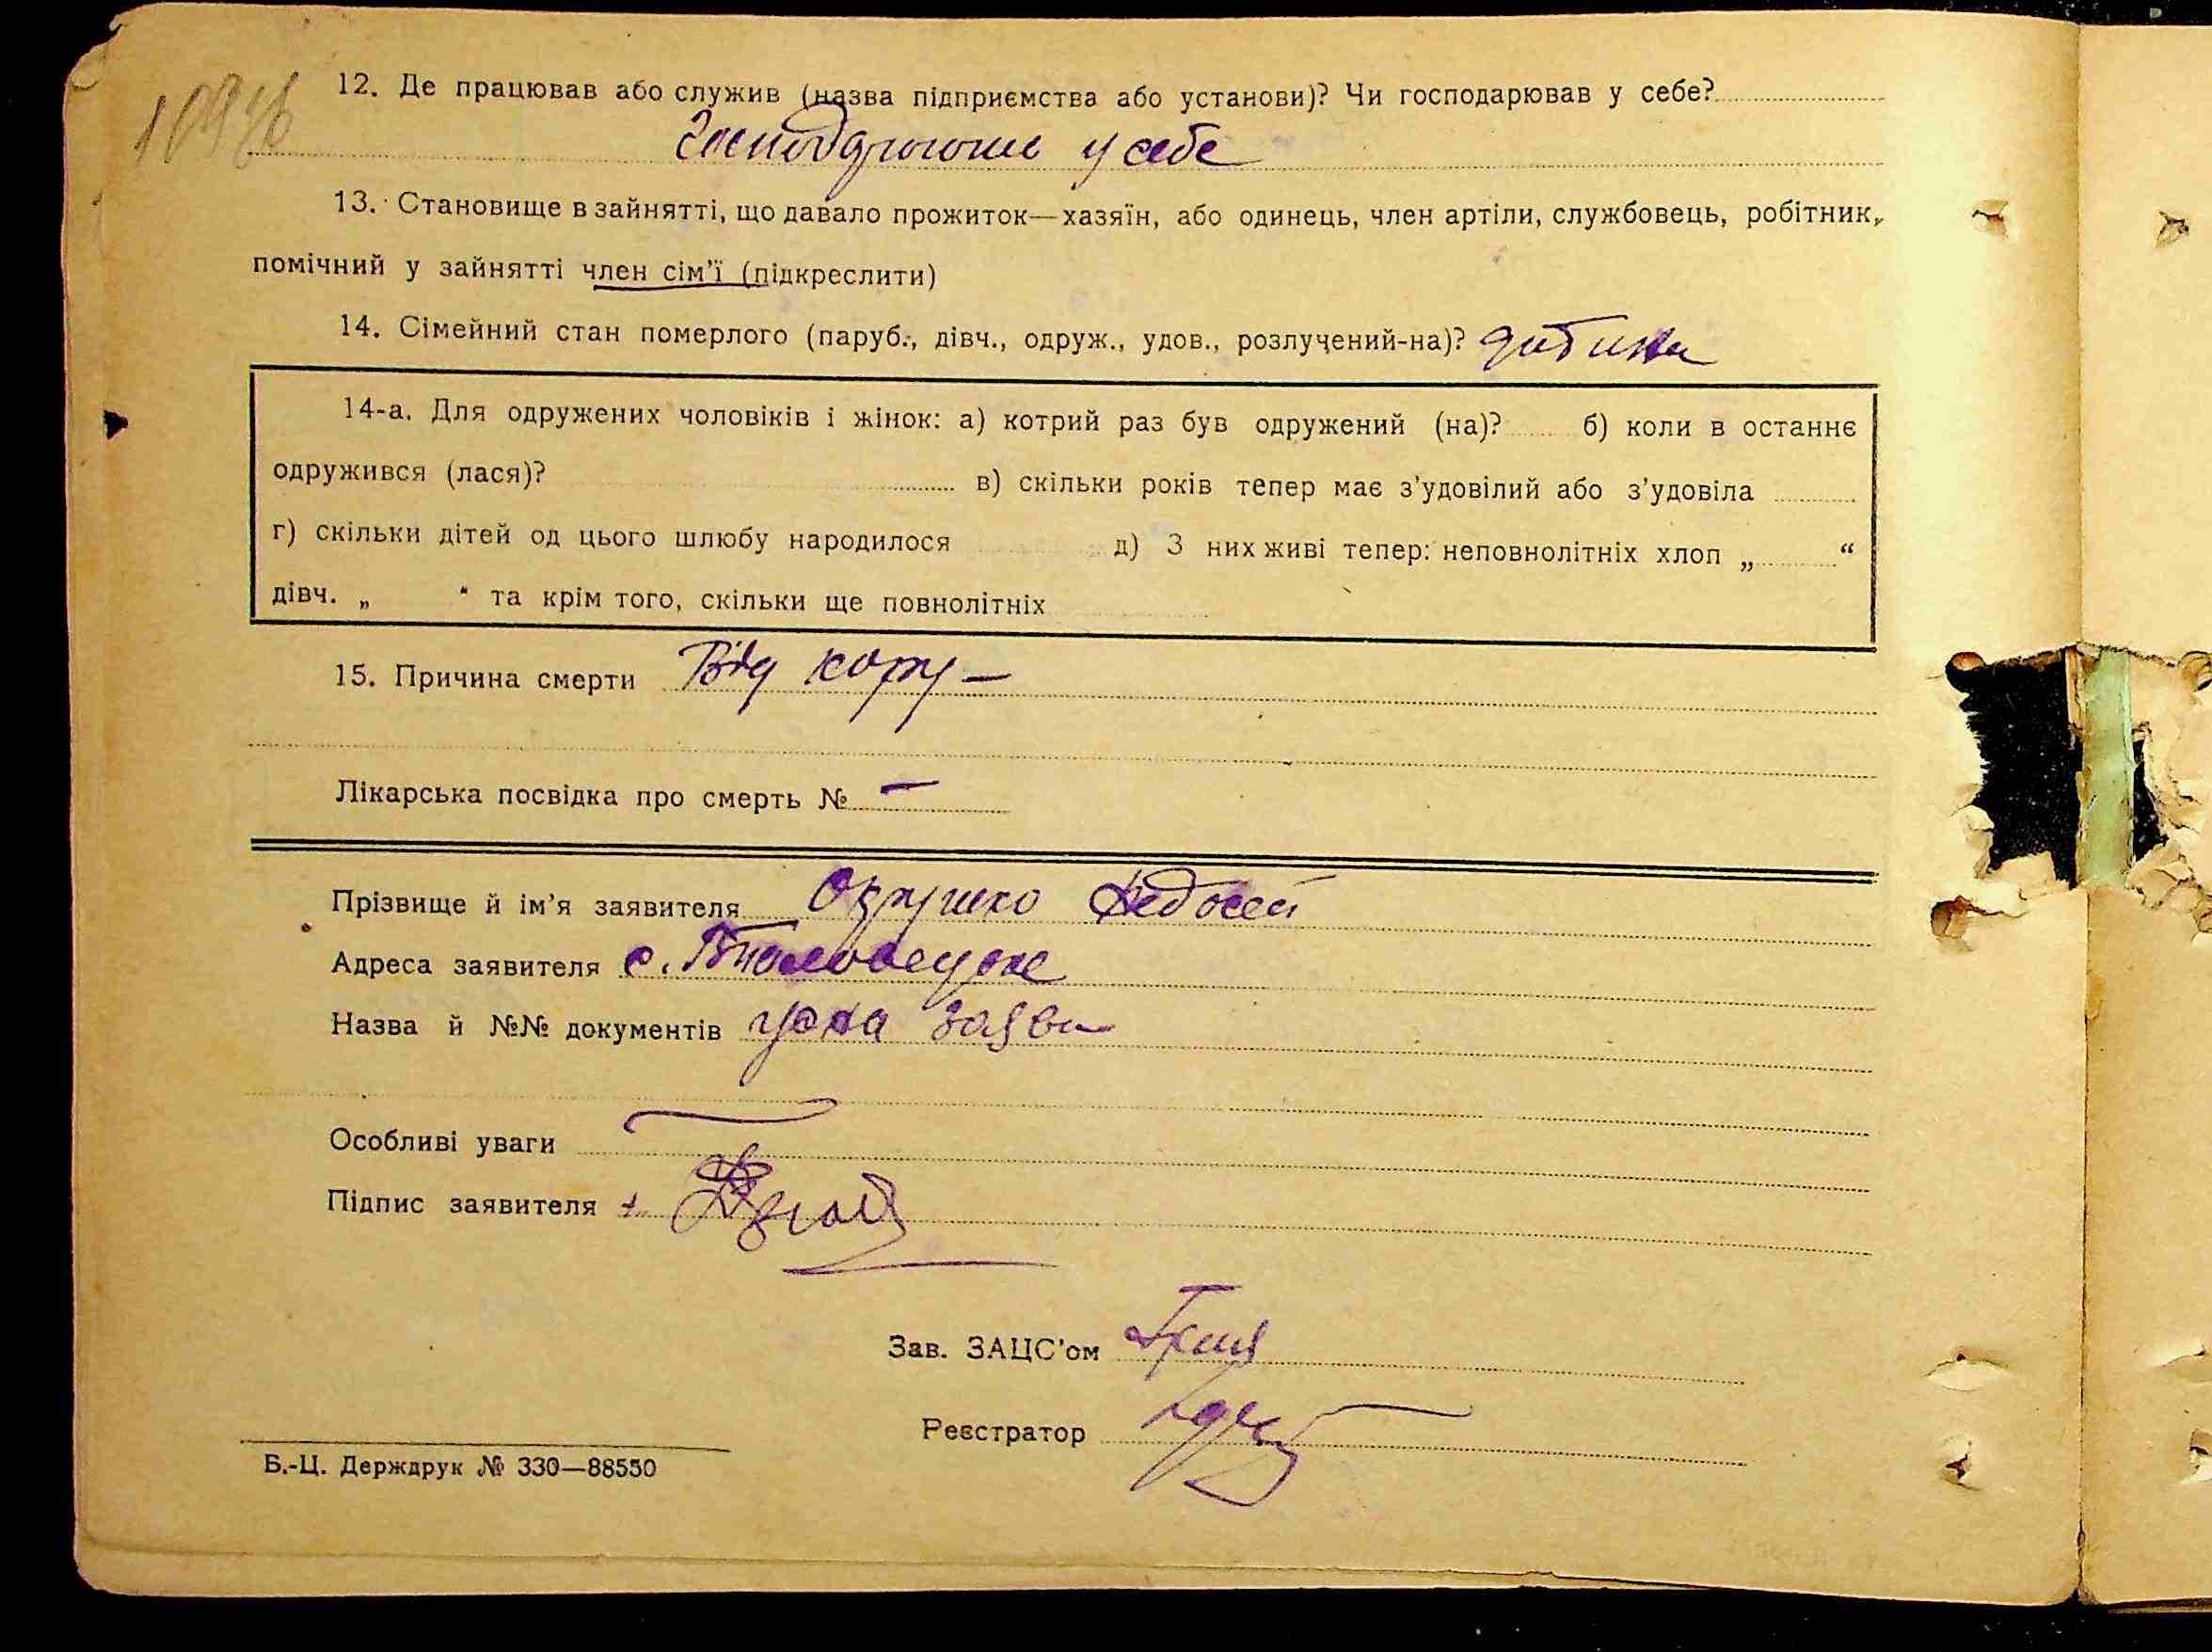 12. Де працював або служив (назва підприємства або установи)? Чи господарював у себе?
у себе
13. Становище в зайнятті, що давало прожиток—хазяїн, або одинець, член артіли, службовець, робітник,
помічний у зайнятті член сім'ї (підкреслити)
14. Сімейний стан померлого (паруб., дівч., одруж., удов., розлучений-на)? дитина
14-а. Для одружених чоловіків і жінок: а) котрий раз був одружений (на)? б) коли в останнє
одружився (лася)? в) скільки років тепер має з'удовілий або з'удовіла
г) скільки дітей од цього шлюбу народилося д) З них живі тепер: неповнолітніх хлоп „ “
дівч. „ “ та крім того, скільки ще повнолітніх
15. Причина смерти Від кору —
Лікарська посвідка про смерть № —
Прізвище й ім'я заявителя Федосей
Адреса заявителя с.
Назва й №№ документів усна заява
Особливі уваги
Підпис заявителя
Зав. ЗАЦС'ом
Реєстратор
Б.-Ц. Держдрук № 330—88550